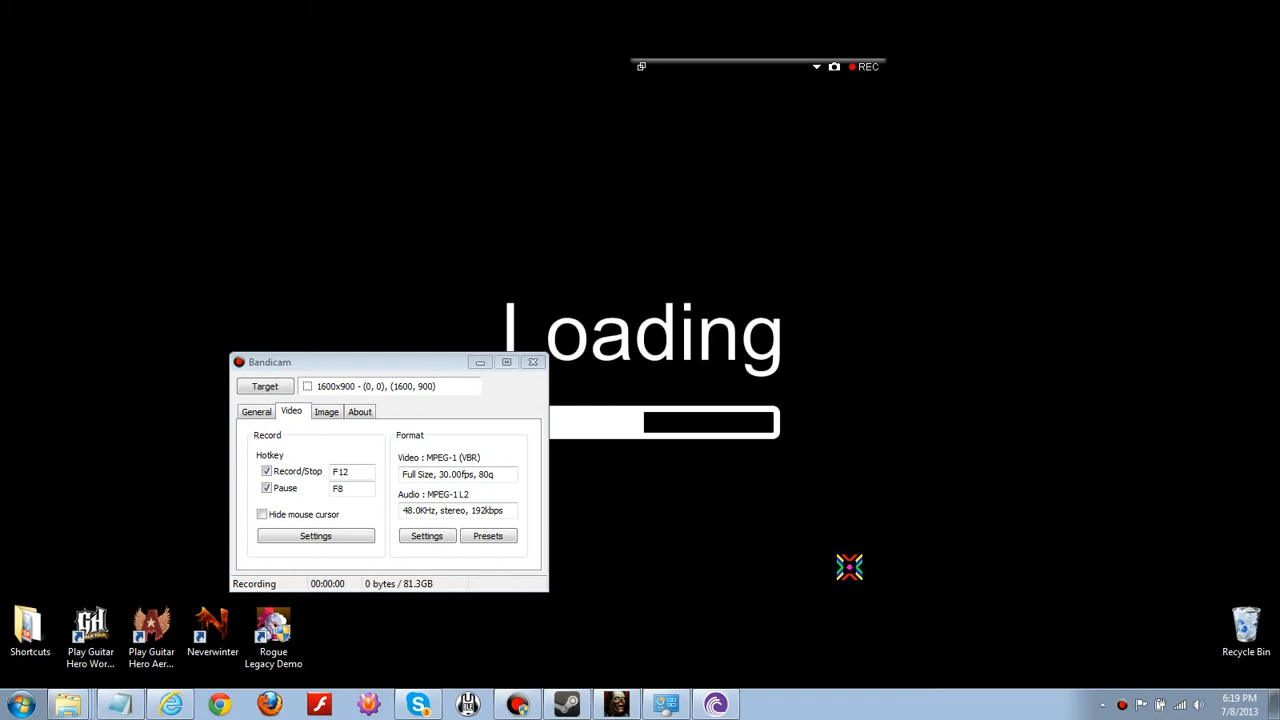 REC
Loading
Bandicam
Target
1600x900 - (0, 0), (1600, 900)
General
Video
Image
About
Record
Hotkey
Record/Stop
F12
Pause
F8
Hide mouse cursor
Settings
Format
Video : MPEG-1 (VBR)
Full Size, 30.00fps, 80q
Audio : MPEG-1 L2
48.0KHz, stereo, 192kbps
Settings
Presets
Recording
00:00:00
0 bytes / 81.3GB
Shortcuts
Play Guitar
Hero Wor...
Play Guitar
Hero Aer...
Neverwinter
Rogue
Legacy Demo
Recycle Bin
6:19 PM
7/8/2013